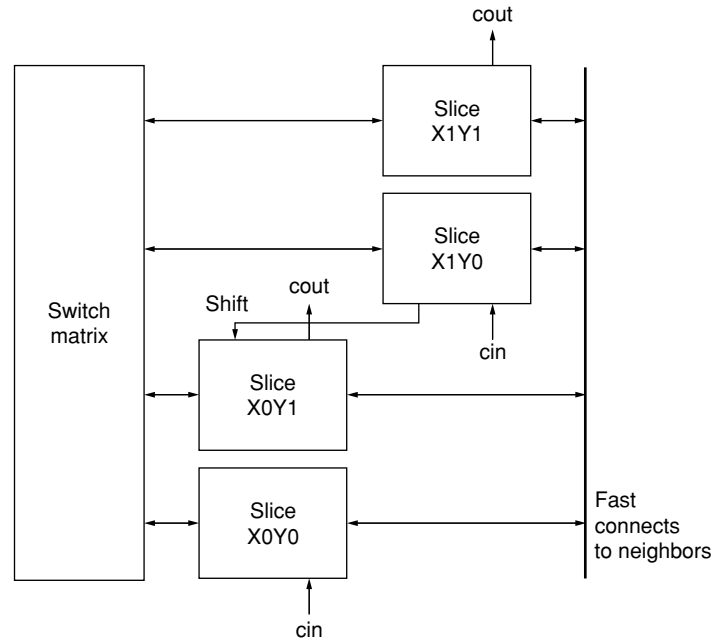 cout
Slice
X1Y1
Slice
X1Y0
Switch
matrix
Shift
cout
cin
Slice
X0Y1
Slice
X0Y0
Fast
connects
to neighbors
cin